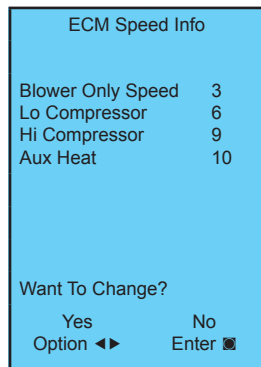 ECM Speed Info
Blower Only Speed 3
Lo Compressor 6
Hi Compressor 9
Aux Heat 10
Want To Change?
Yes No
Option ◄► Enter ◙